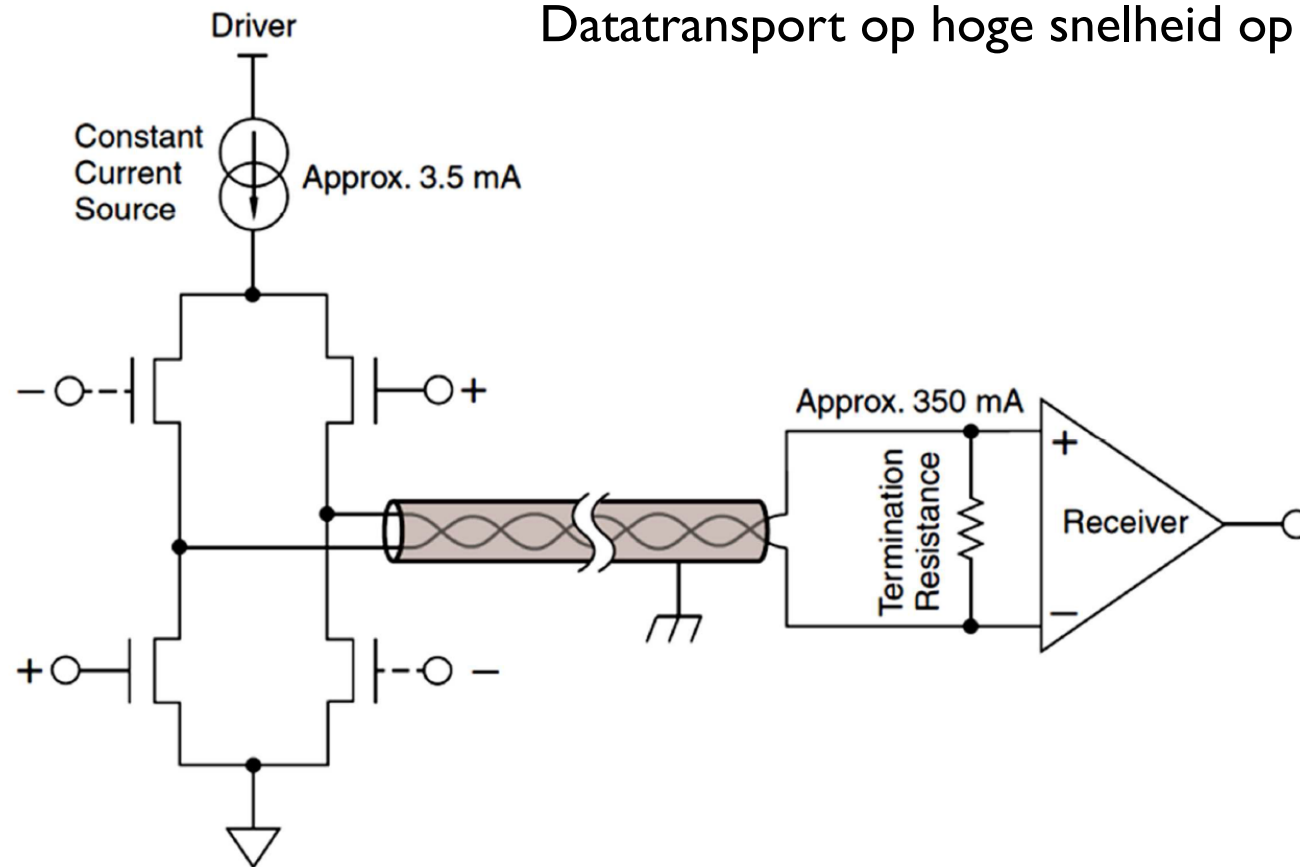 Datatransport op hoge snelheid op
Driver
Constant
Current
Source
Approx. 3.5 mA
− +
+ −
Approx. 350 mA
Termination
Resistance
+
Receiver
−